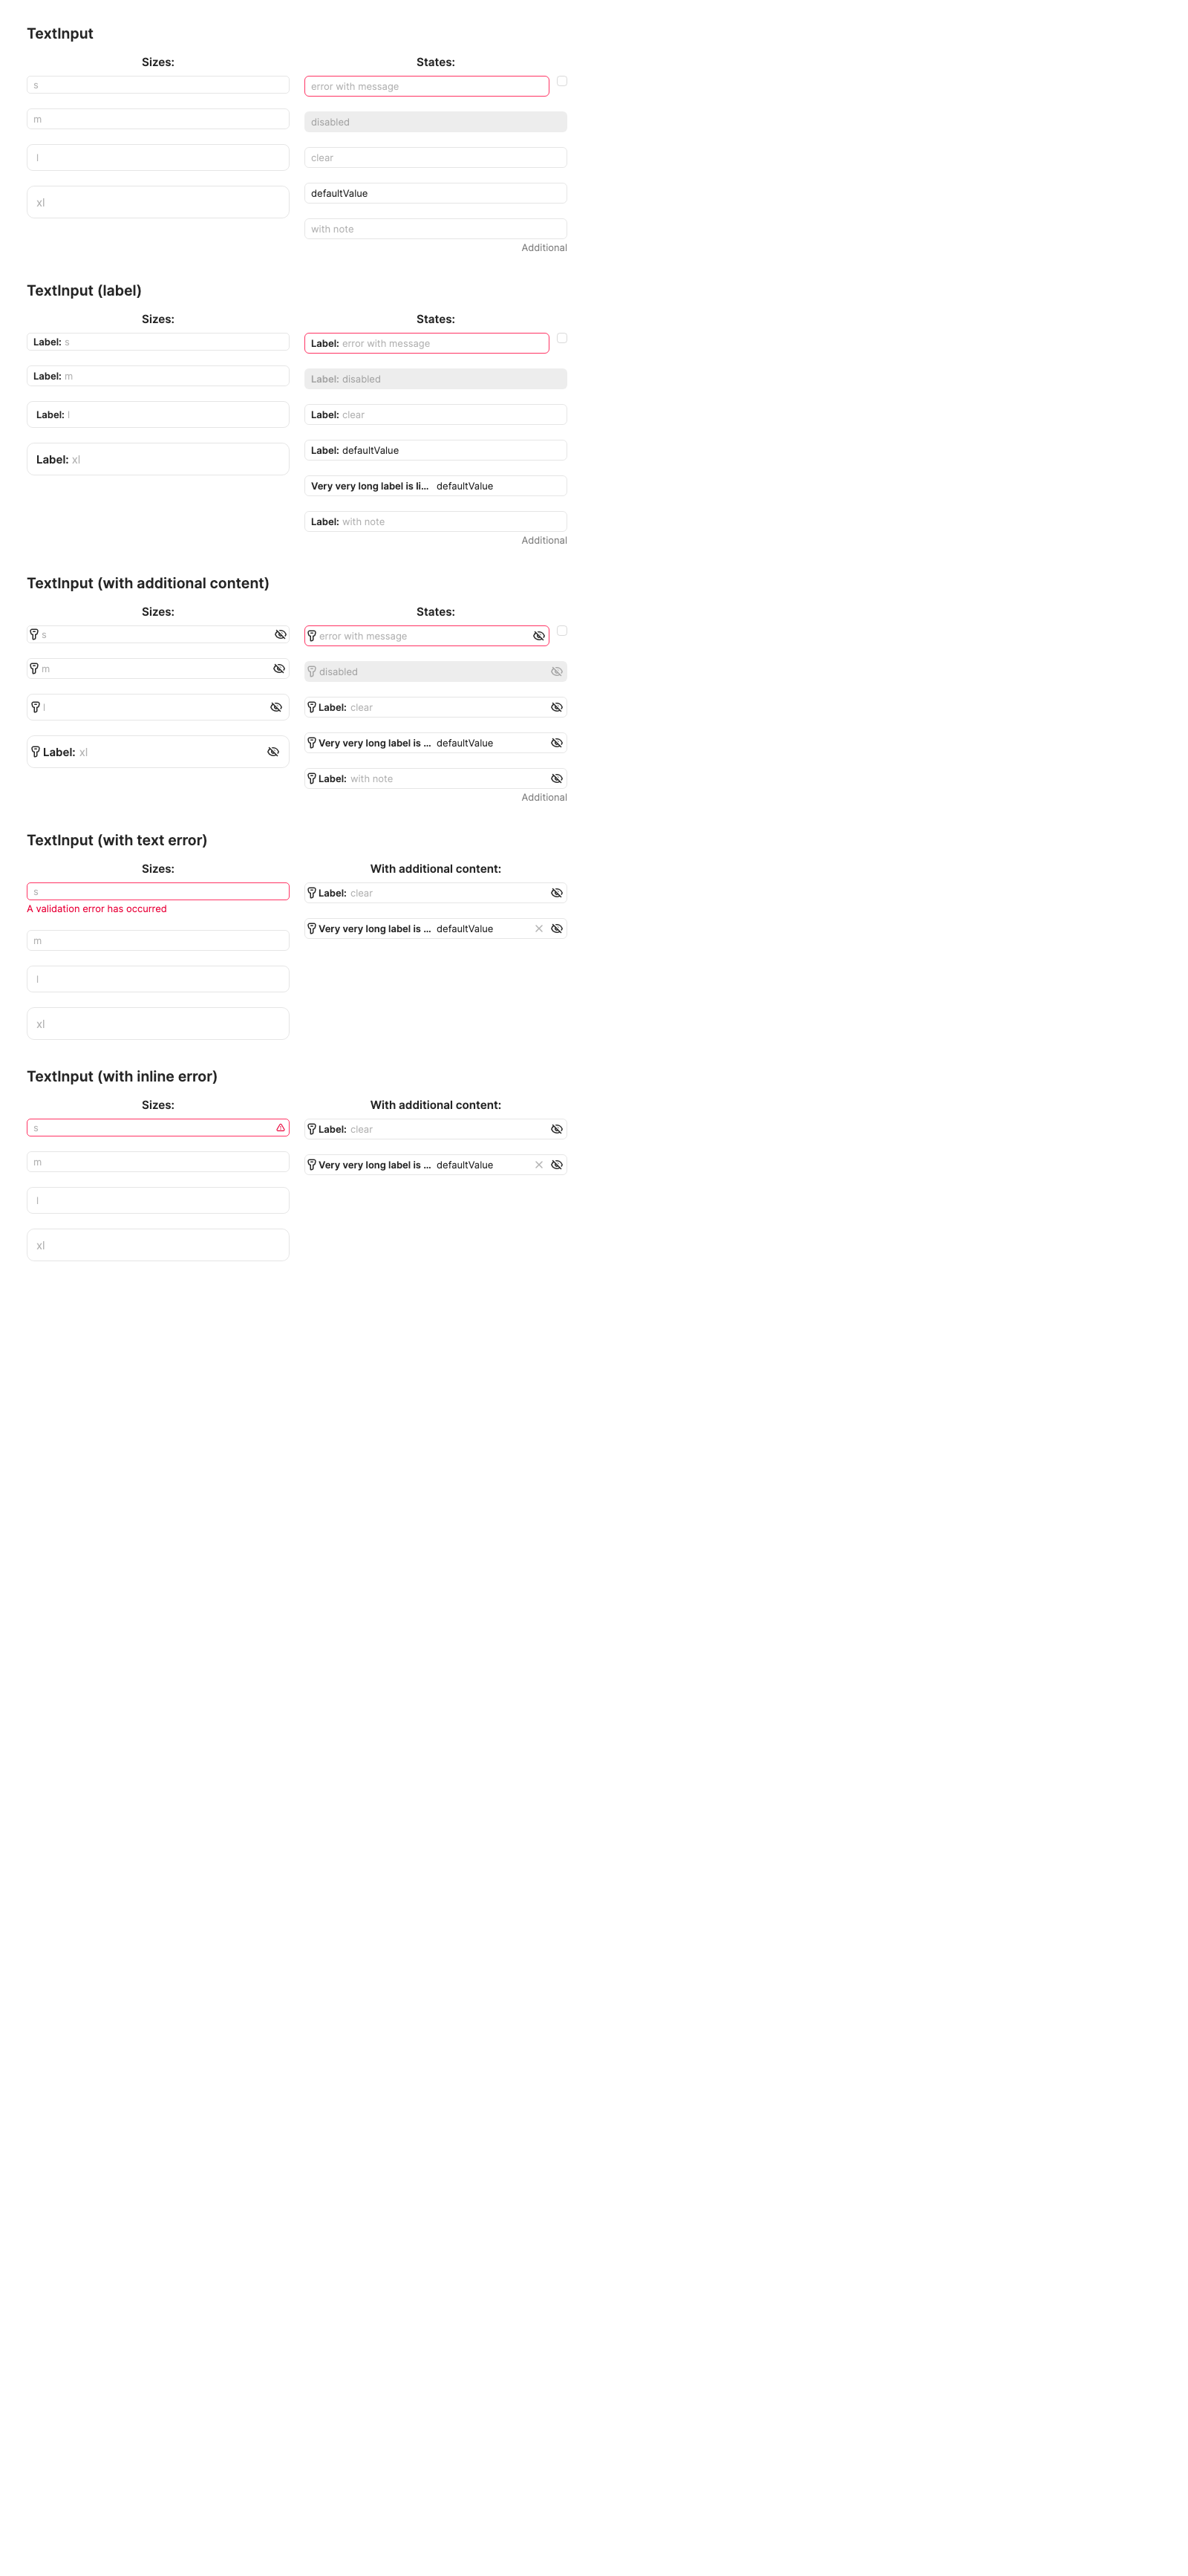 TextInput
Sizes:
s
m
l
xl
States:
error with message
disabled
clear
defaultValue
with note
Additional
TextInput (label)
Sizes:
Label: s
Label: m
Label: l
Label: xl
States:
Label: error with message
Label: disabled
Label: clear
Label: defaultValue
Very very long label is li... defaultValue
Label: with note
Additional
TextInput (with additional content)
Sizes:
s
m
l
Label: xl
States:
error with message
disabled
Label: clear
Very very long label is ... defaultValue
Label: with note
Additional
TextInput (with text error)
Sizes:
s
A validation error has occurred
m
l
xl
With additional content:
Label: clear
Very very long label is ... defaultValue
TextInput (with inline error)
Sizes:
s
m
l
xl
With additional content:
Label: clear
Very very long label is ... defaultValue